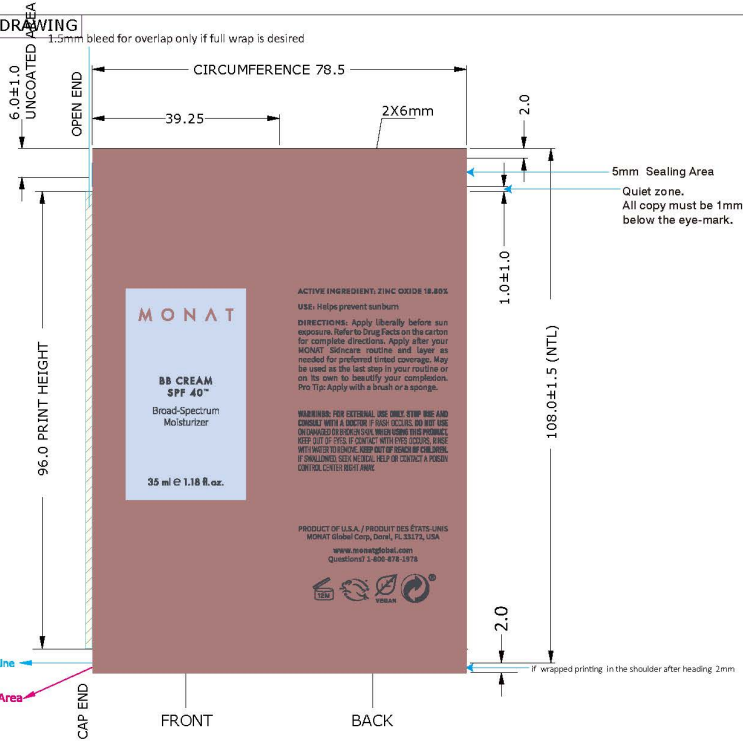 DRAWING
1.5mm bleed for overlap only if full wrap is desired
6.0±1.0
UNCOATED AREA
OPEN END
CIRCUMFERENCE 78.5
39.25
2X6mm
2.0
5mm Sealing Area
Quiet zone.
All copy must be 1mm
below the eye-mark.
1.0±1.0
108.0±1.5 (NTL)
96.0 PRINT HEIGHT
MONAT
BB CREAM
SPF 40™
Broad-Spectrum
Moisturizer
35 ml e 1.18 fl. oz.
ACTIVE INGREDIENT: ZINC OXIDE 18.80%
USE: Helps prevent sunburn
DIRECTIONS: Apply liberally before sun
exposure. Refer to Drug Facts on the carton
for complete directions. Apply after your
MONAT Skincare routine and layer as
needed for preferred tinted coverage. May
be used as the last step in your routine or
on its own to beautify your complexion.
Pro Tip: Apply with a brush or a sponge.
WARNINGS: FOR EXTERNAL USE ONLY. STOP USE AND
CONSULT WITH A DOCTOR IF RASH OCCURS. DO NOT USE
ON DAMAGED OR BROKEN SKIN. WHEN USING THIS PRODUCT,
KEEP OUT OF EYES. IF CONTACT WITH EYES OCCURS, RINSE
WITH WATER TO REMOVE. KEEP OUT OF REACH OF CHILDREN.
IF SWALLOWED, SEEK MEDICAL HELP OR CONTACT A POISON
CONTROL CENTER RIGHT AWAY.
PRODUCT OF U.S.A. / PRODUIT DES ÉTATS-UNIS
MONAT Global Corp, Doral, FL 33172, USA
www.monatglobal.com
Questions? 1-800-878-1978
12M
VEGAN
2.0
if wrapped printing in the shoulder after heading 2mm
Area
CAP END
FRONT
BACK